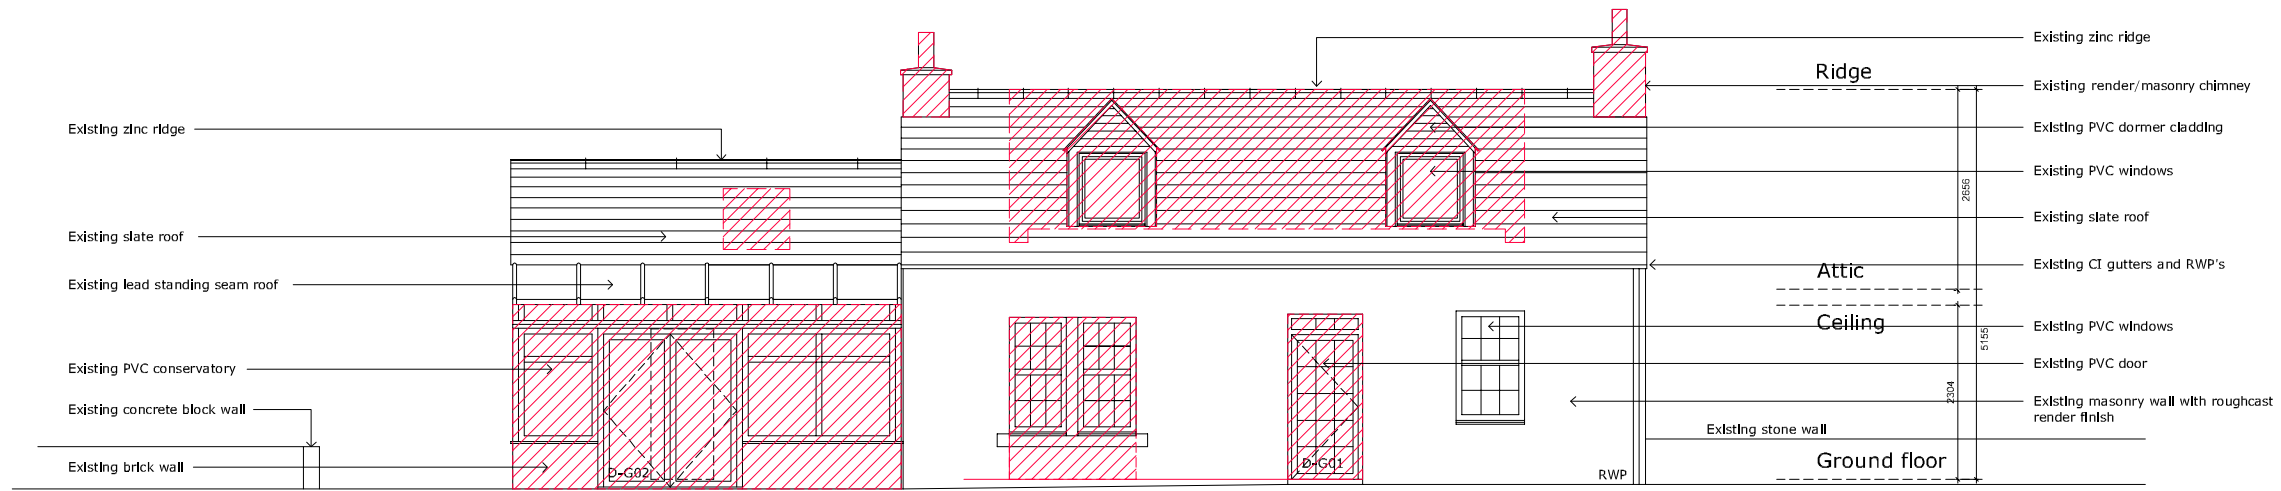 Existing zinc ridge
Existing slate roof
Existing lead standing seam roof
Existing PVC conservatory
Existing concrete block wall
Existing brick wall
D-G02
D-G01
RWP
Existing stone wall
Ridge
Attic
Ceiling
Ground floor
2656
5155
2304
Existing zinc ridge
Existing render/masonry chimney
Existing PVC dormer cladding
Existing PVC windows
Existing slate roof
Existing CI gutters and RWP's
Existing PVC windows
Existing PVC door
Existing masonry wall with roughcast
render finish